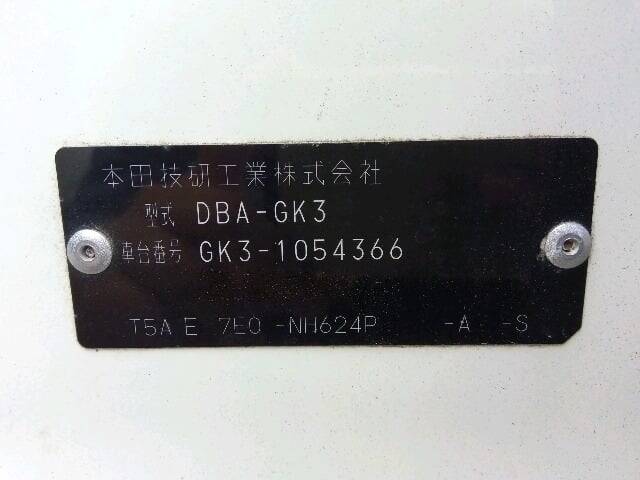 本田技研工業株式会社
型式 DBA-GK3
車台番号 GK3-1054366
T5A E 7E0 -NH624P -A -S